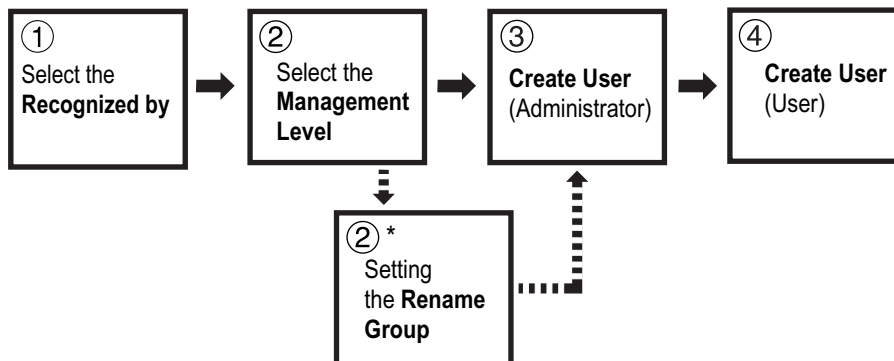 ①
Select the
Recognized by
②
Select the
Management
Level
③
Create User
(Administrator)
④
Create User
(User)
② *
Setting
the Rename
Group